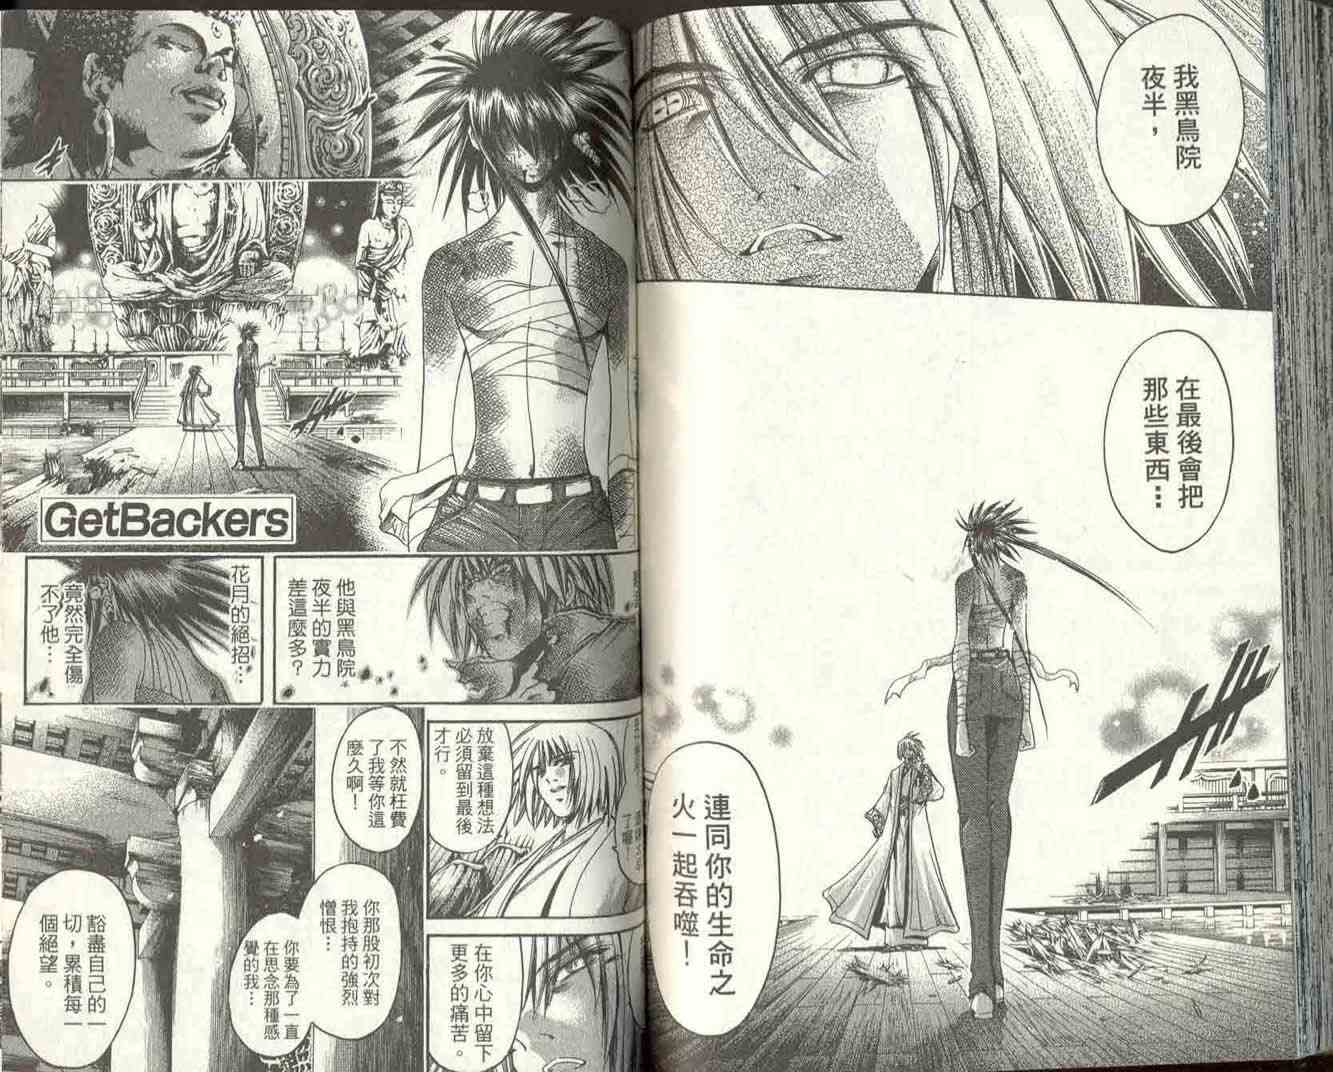 我黑鳥院
夜半，
在最後會把
那些東西…
連同你的生命之
火一起吞噬！
GetBackers
他與黑鳥院
夜半的實力
差這麼多？
花月的絕招…
竟然完全傷
不了他…
放棄這種想法
必須留到最後
才行。
不然就枉費
了我等你這
麼久啊！
在你心中留下
更多的痛苦。
你那股初次對
我抱持的強烈
憎恨…
你要為了一直
在思念那種感
覺的我…
豁盡自己的一
切，累積每一
個絕望。